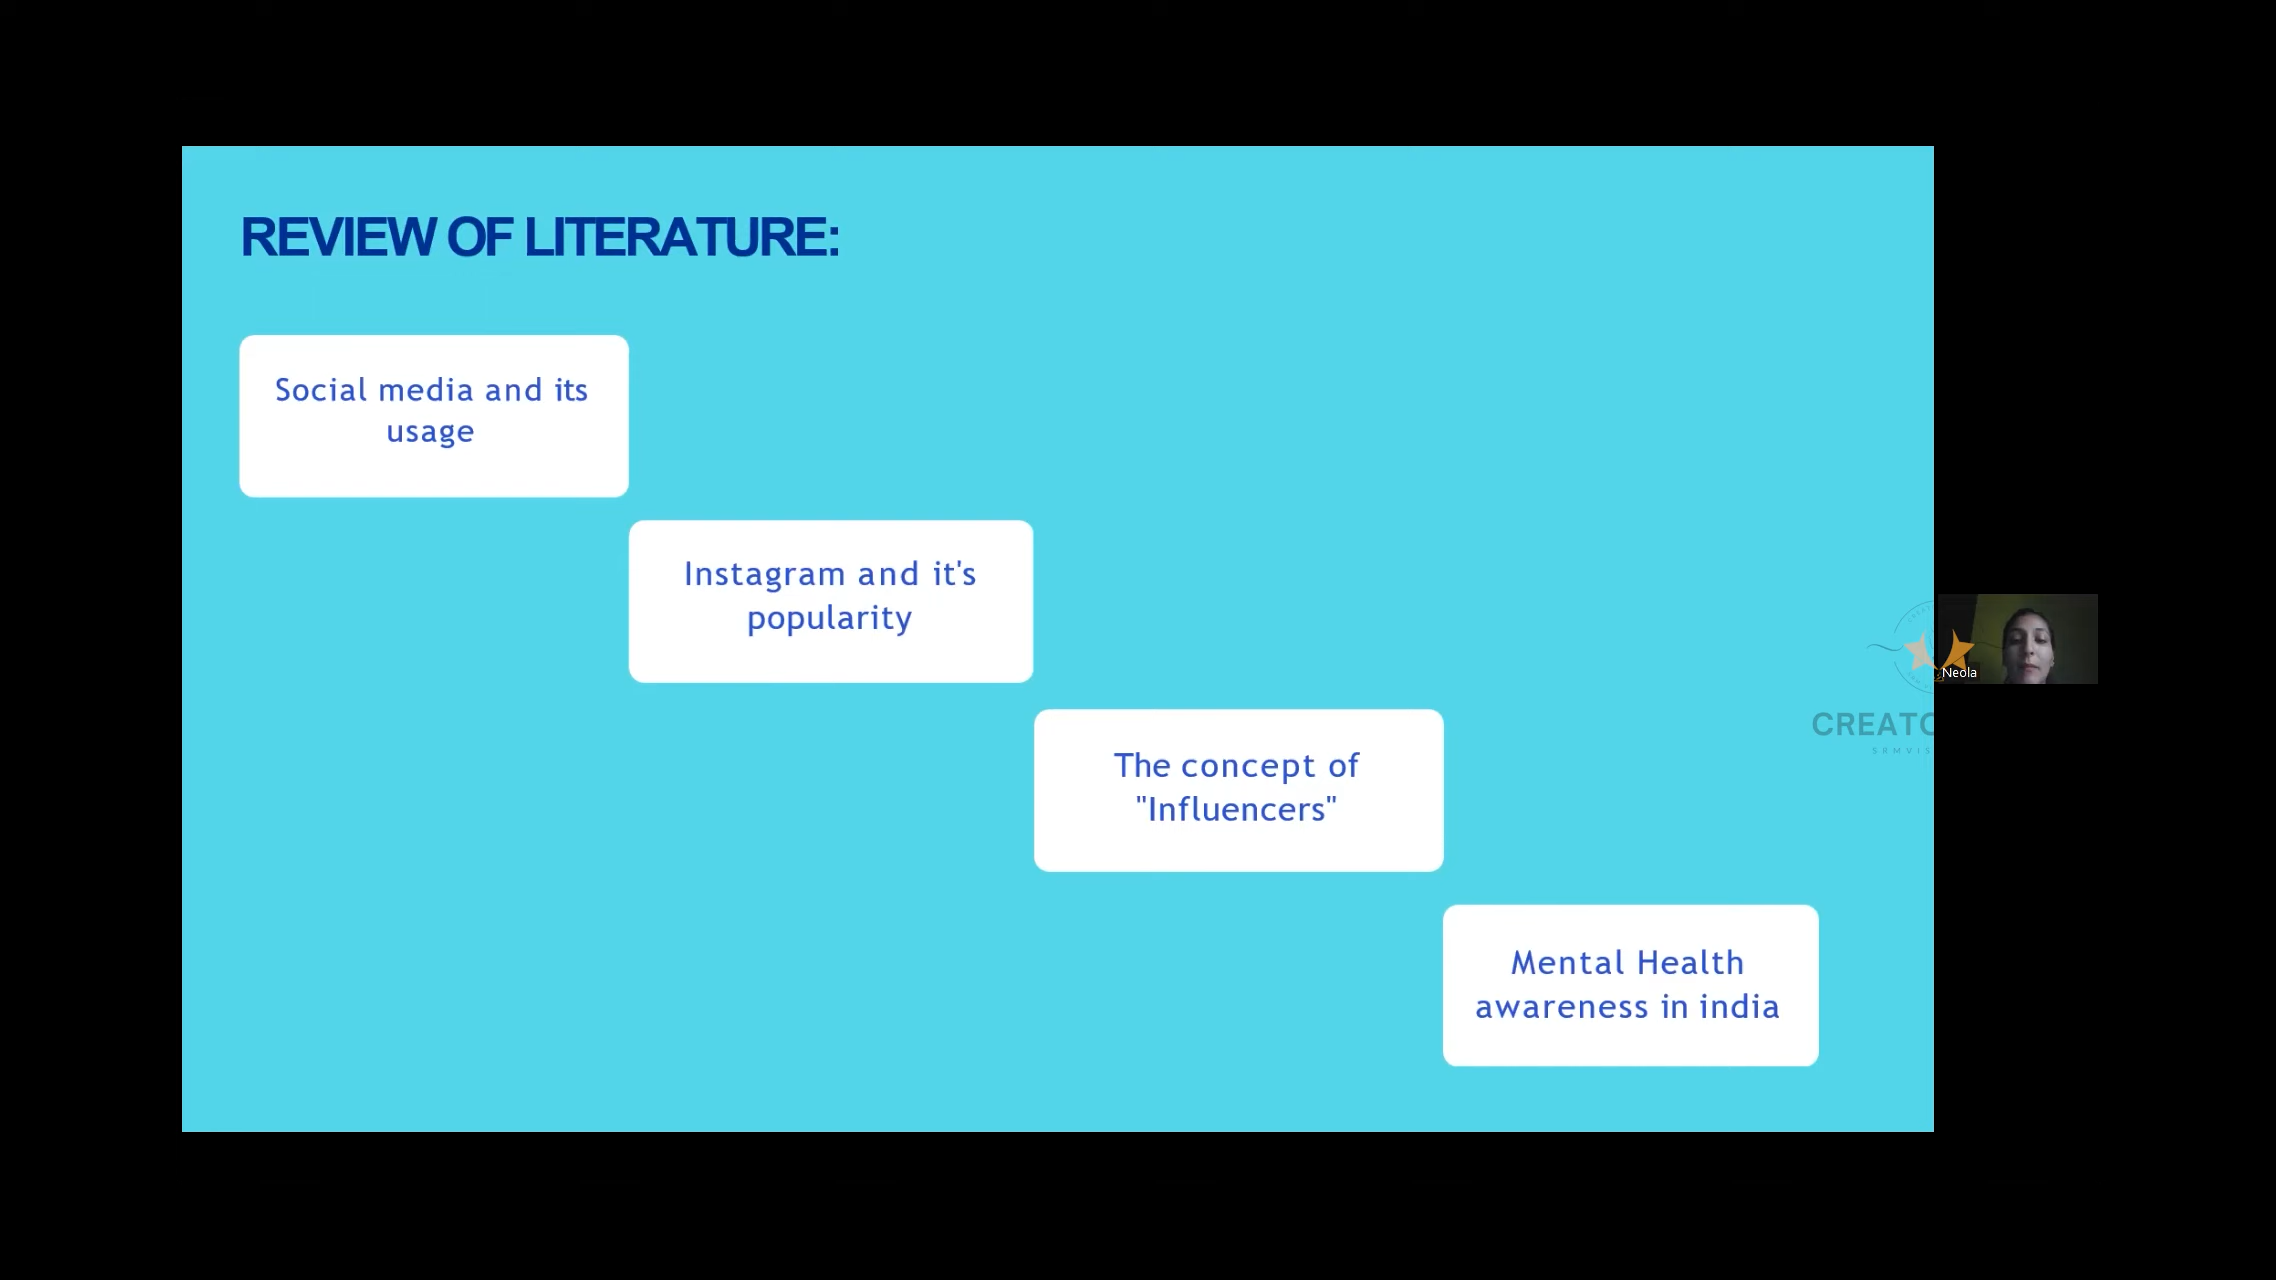 REVIEW OF LITERATURE:
Social media and its
usage
Instagram and it's
popularity
The concept of
"Influencers"
Mental Health
awareness in india
Neola
CREATO
SRMVIS